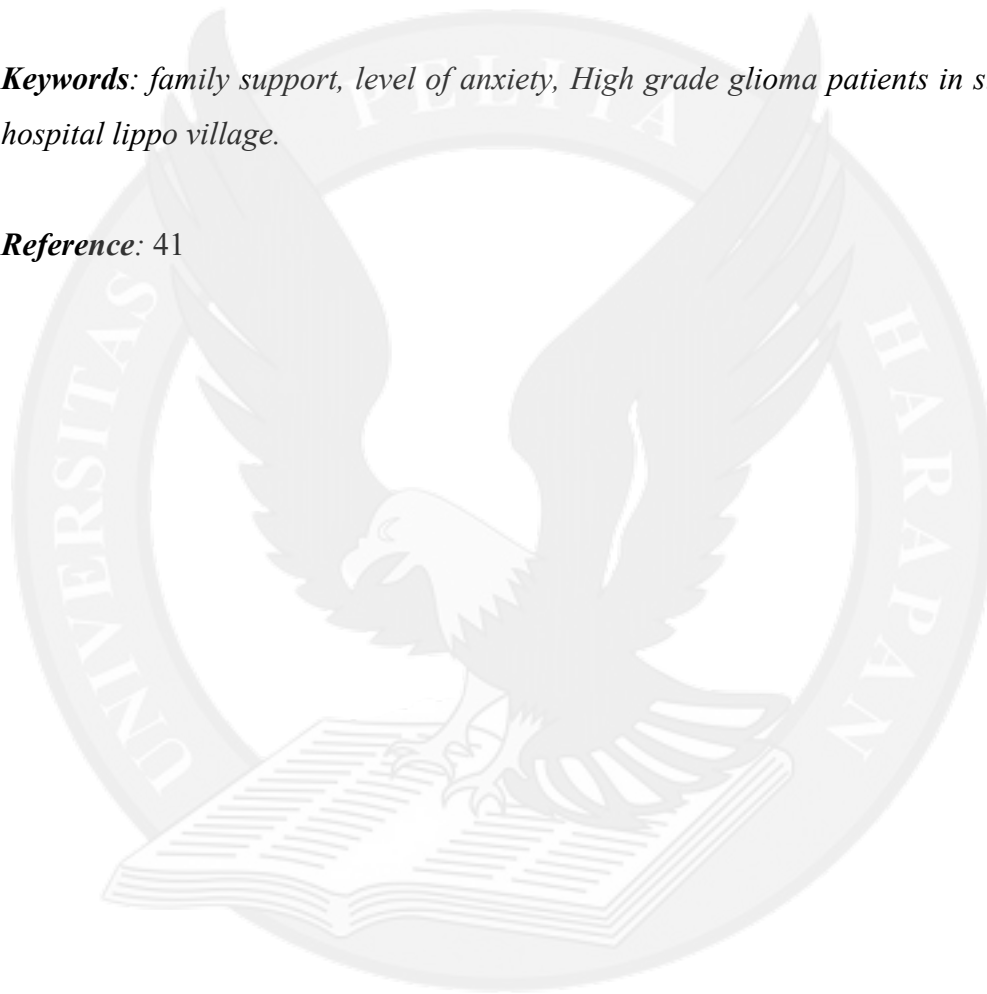 Keywords: family support, level of anxiety, High grade glioma patients in s
hospital lippo village.
Reference: 41
UNIVERSITAS PELITA HARAPAN